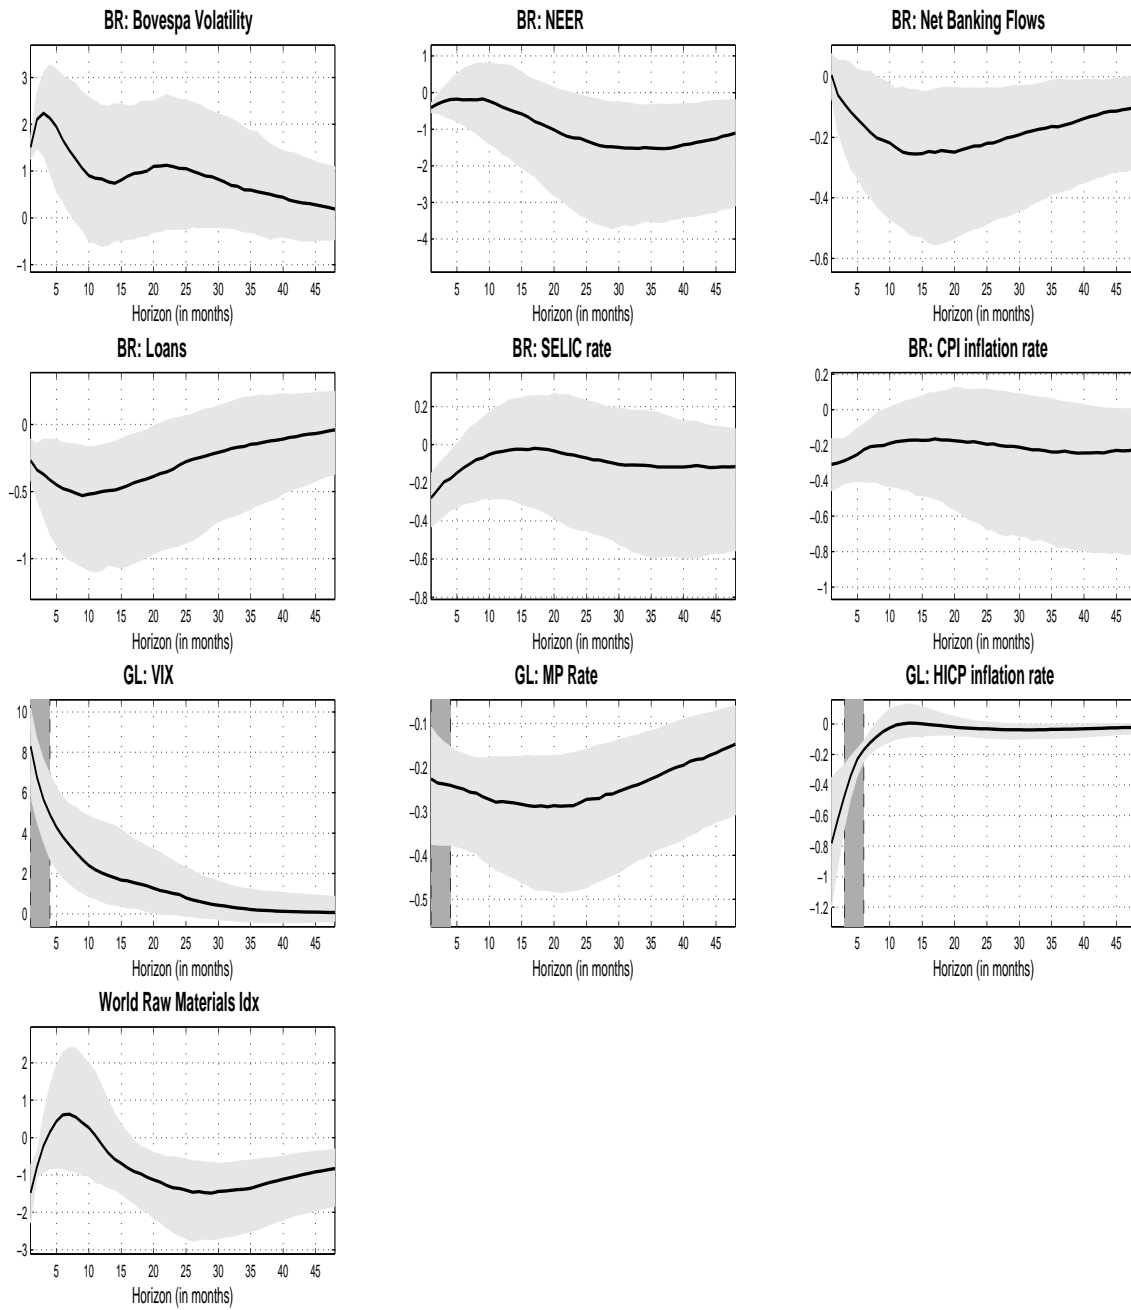 BR: Bovespa Volatility
3
2
1
0
−1
5 10 15 20 25 30 35 40 45
Horizon (in months)
BR: NEER
1
0
−1
−2
−3
−4
5 10 15 20 25 30 35 40 45
Horizon (in months)
BR: Net Banking Flows
0
−0.2
−0.4
−0.6
5 10 15 20 25 30 35 40 45
Horizon (in months)
BR: Loans
0
−0.5
−1
5 10 15 20 25 30 35 40 45
Horizon (in months)
BR: SELIC rate
0.2
0
−0.2
−0.4
−0.6
−0.8
5 10 15 20 25 30 35 40 45
Horizon (in months)
BR: CPI inflation rate
0.2
0
−0.2
−0.4
−0.6
−0.8
−1
5 10 15 20 25 30 35 40 45
Horizon (in months)
GL: VIX
10
8
6
4
2
0
5 10 15 20 25 30 35 40 45
Horizon (in months)
GL: MP Rate
−0.1
−0.2
−0.3
−0.4
−0.5
5 10 15 20 25 30 35 40 45
Horizon (in months)
GL: HICP inflation rate
0
−0.2
−0.4
−0.6
−0.8
−1
−1.2
5 10 15 20 25 30 35 40 45
Horizon (in months)
World Raw Materials Idx
2
1
0
−1
−2
−3
5 10 15 20 25 30 35 40 45
Horizon (in months)